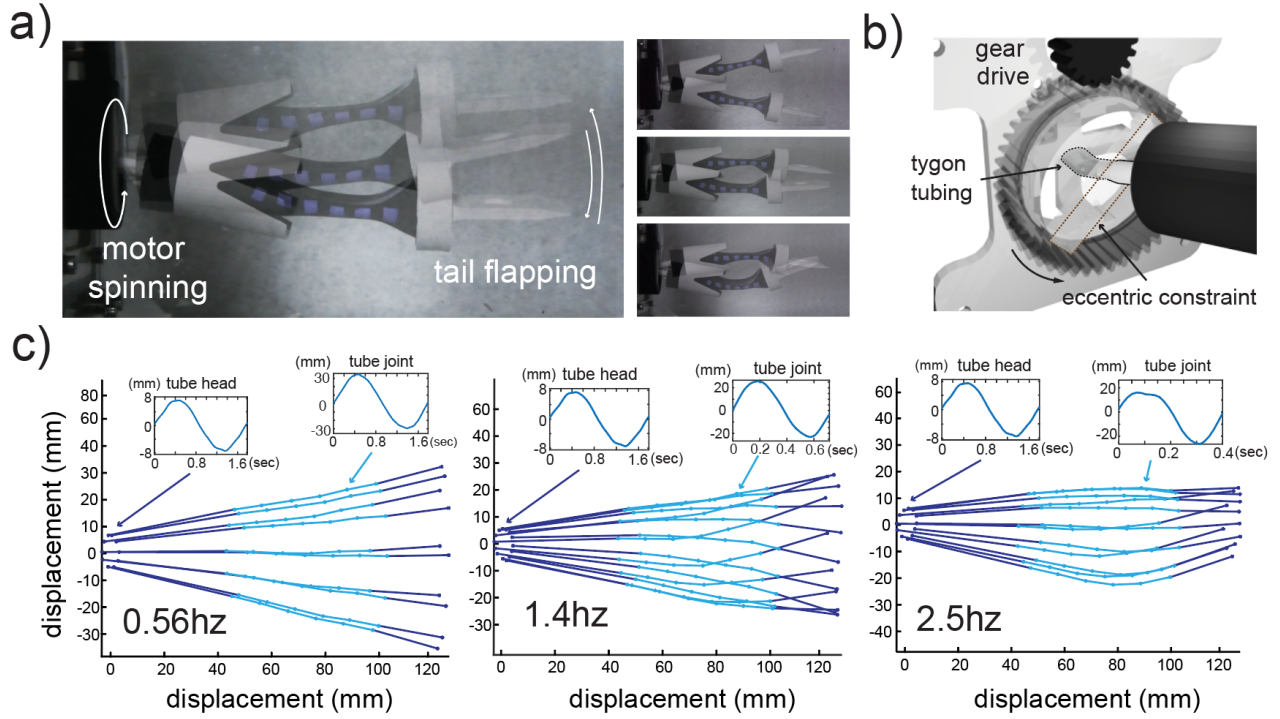 a)
motor
spinning
tail flapping
b)
gear
drive
tygon
tubing
eccentric constraint
c)
displacement (mm)
80
60
40
30
20
10
0
-10
-20
-30
(mm) tube head
8
0
-8
0 0.8 1.6 (sec)
(mm) tube joint
30
0
-30
0 0.8 1.6 (sec)
0.56hz
0 20 40 60 80 100 120
displacement (mm)
60
40
30
20
10
0
-10
-20
-30
(mm) tube head
8
0
-8
0 0.8 1.6 (sec)
(mm) tube joint
20
0
-20
0 0.2 0.4 0.6 (sec)
1.4hz
0 20 40 60 80 100 120
displacement (mm)
60
40
30
20
10
0
-10
-20
-30
-40
(mm) tube head
8
0
-8
0 0.8 1.6 (sec)
(mm) tube joint
20
0
-20
0 0.2 0.4 (sec)
2.5hz
0 20 40 60 80 100 120
displacement (mm)